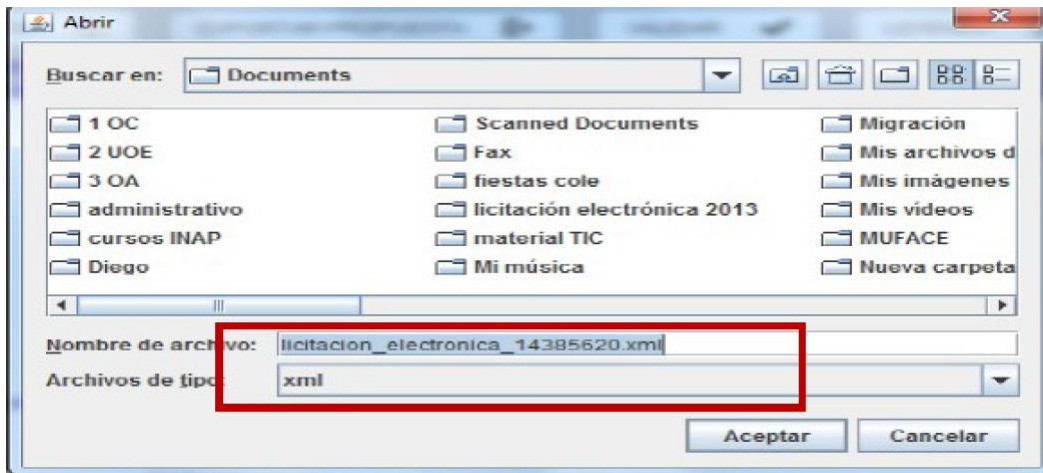 Abrir
Buscar en: Documents
1 OC Scanned Documents Migración
2 UOE Fax Mis archivos d
3 OA fiestas cole Mis imágenes
administrativo licitación electrónica 2013 Mis vídeos
cursos INAP material TIC MUFACE
Diego Mi música Nueva carpeta
Nombre de archivo: licitacion_electronica_14385620.xml
Archivos de tipo: xml
Aceptar Cancelar